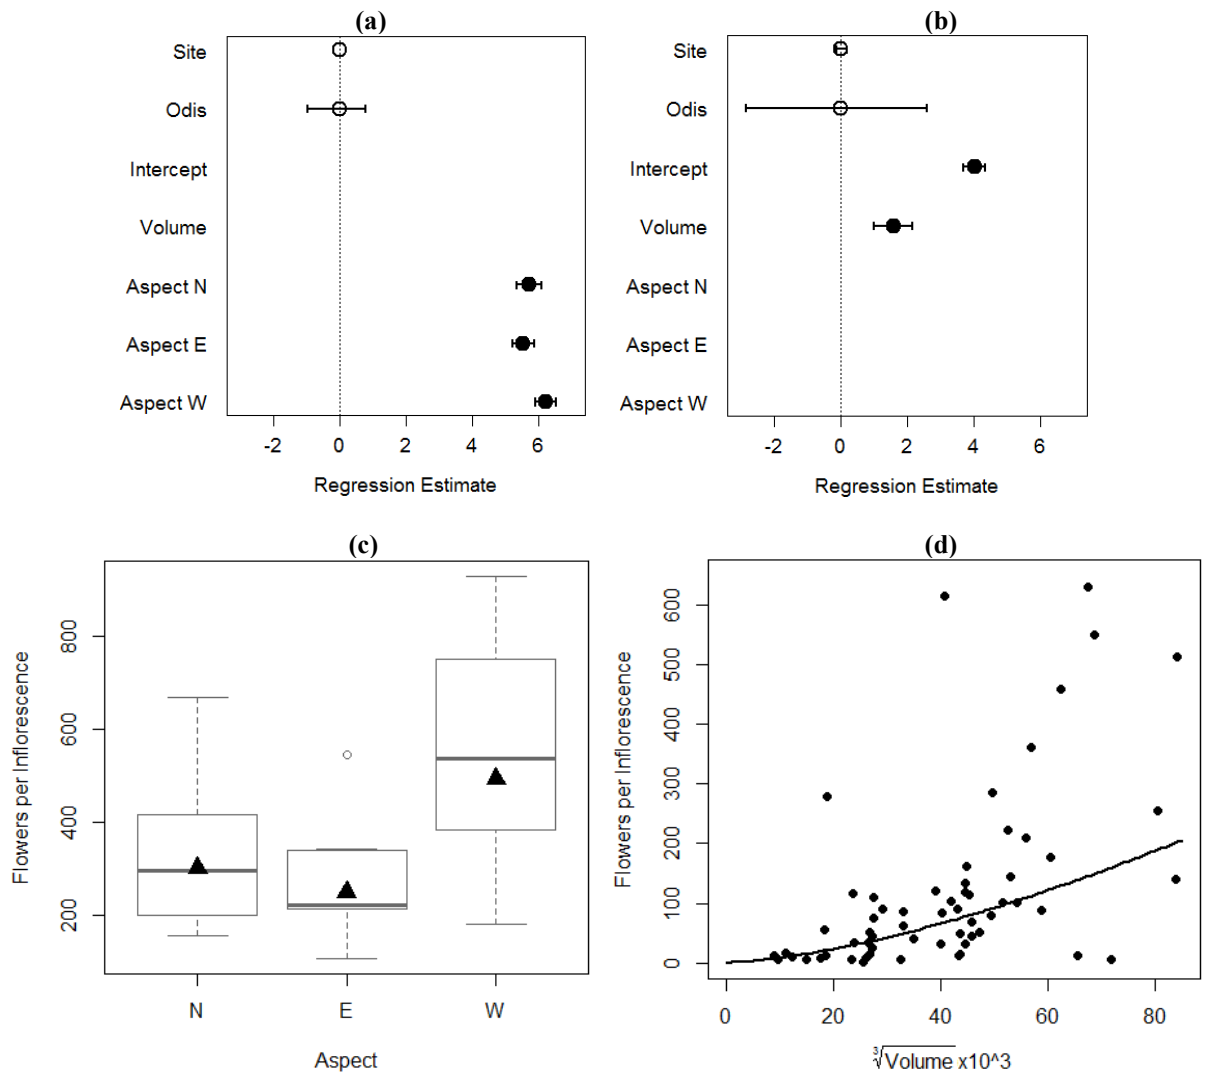 (a)
Site
Odis
Intercept
Volume
Aspect N
Aspect E
Aspect W
-2 0 2 4 6
Regression Estimate
(b)
Site
Odis
Intercept
Volume
Aspect N
Aspect E
Aspect W
-2 0 2 4 6
Regression Estimate
(c)
Flowers per Inflorescence
800
600
400
200
N E W
Aspect
(d)
Flowers per Inflorescence
600
500
400
300
200
100
0
0 20 40 60 80
∛Volume x10^3